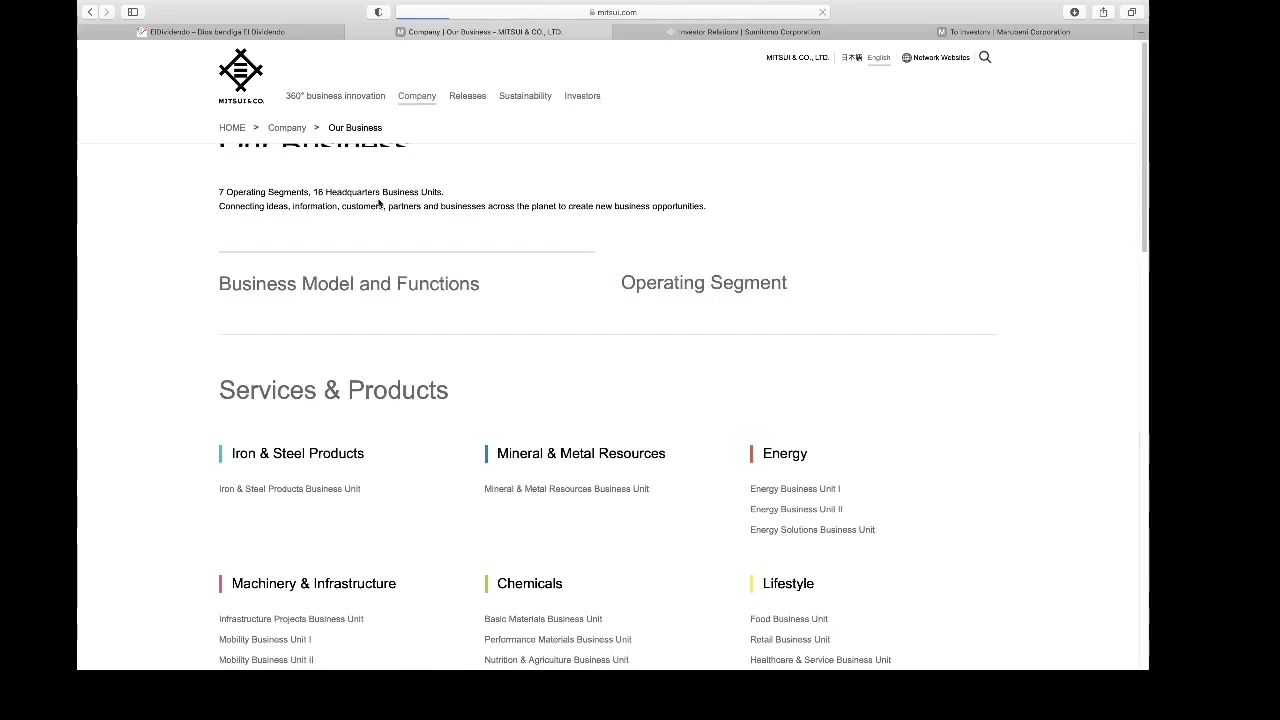 mitsui.com
ElDividendo – Dios bendiga El Dividendo
Company | Our Business - MITSUI & CO., LTD.
Investor Relations | Sumitomo Corporation
To Investors | Marubeni Corporation
MITSUI & CO., LTD.
日本語
English
Network Websites
MITSUI & CO.
360° business innovation
Company
Releases
Sustainability
Investors
HOME > Company > Our Business
Our Business
7 Operating Segments, 16 Headquarters Business Units.
Connecting ideas, information, customers, partners and businesses across the planet to create new business opportunities.
Business Model and Functions
Operating Segment
Services & Products
Iron & Steel Products
Iron & Steel Products Business Unit
Mineral & Metal Resources
Mineral & Metal Resources Business Unit
Energy
Energy Business Unit I
Energy Business Unit II
Energy Solutions Business Unit
Machinery & Infrastructure
Infrastructure Projects Business Unit
Mobility Business Unit I
Mobility Business Unit II
Chemicals
Basic Materials Business Unit
Performance Materials Business Unit
Nutrition & Agriculture Business Unit
Lifestyle
Food Business Unit
Retail Business Unit
Healthcare & Service Business Unit